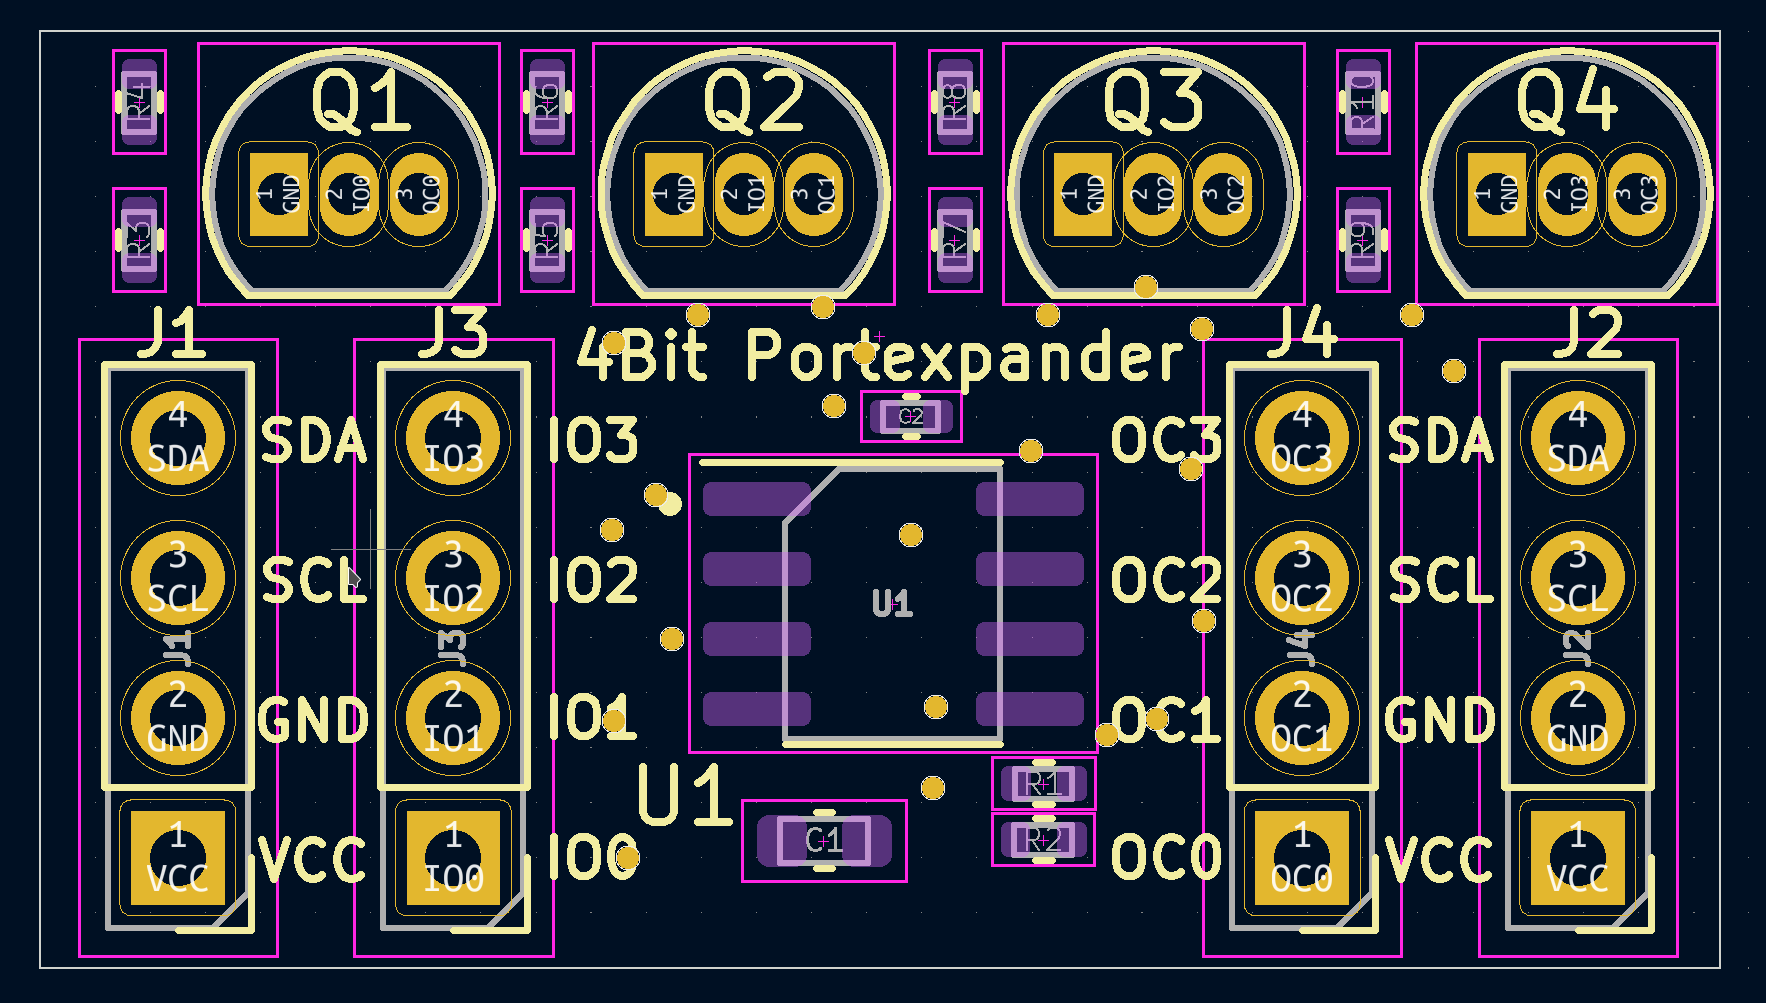 R4
Q1
R6
Q2
R8
Q3
R10
Q4
1 GND
2 IO0
3 OC0
1 GND
2 IO1
3 OC1
1 GND
2 IO2
3 OC2
1 GND
2 IO3
3 OC3
R3
R5
R7
R9
J1
J3
4Bit Portexpander
J4
J2
4
SDA
SDA
4
IO3
IO3
C2
OC3
4
OC3
SDA
4
SDA
3
SCL
SCL
3
IO2
IO2
U1
OC2
3
OC2
SCL
3
SCL
J1
J3
J4
J2
2
GND
GND
2
IO1
IO1
OC1
2
OC1
GND
2
GND
U1
R1
C1
R2
1
VCC
VCC
1
IO0
IO0
OC0
1
OC0
VCC
1
VCC